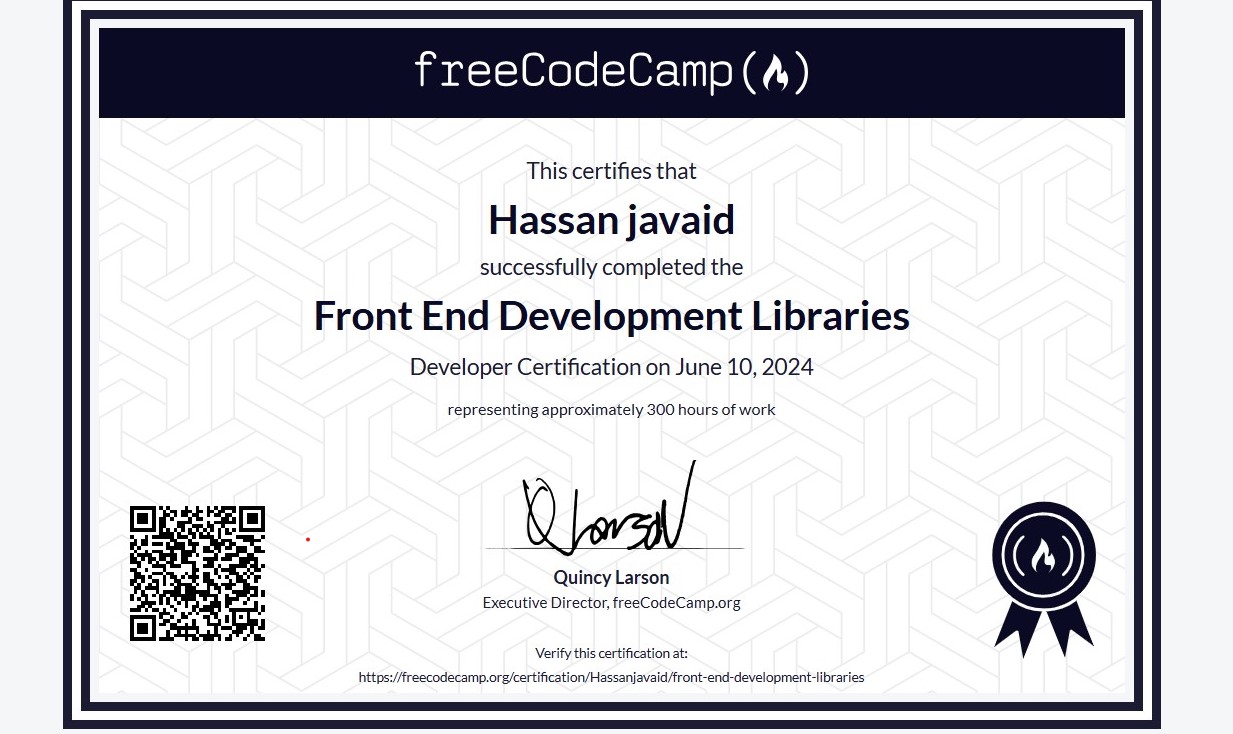 freeCodeCamp
This certifies that
Hassan javaid
successfully completed the
Front End Development Libraries
Developer Certification on June 10, 2024
representing approximately 300 hours of work
Quincy Larson
Executive Director, freeCodeCamp.org
Verify this certification at:
https://freecodecamp.org/certification/Hassanjavaid/front-end-development-libraries